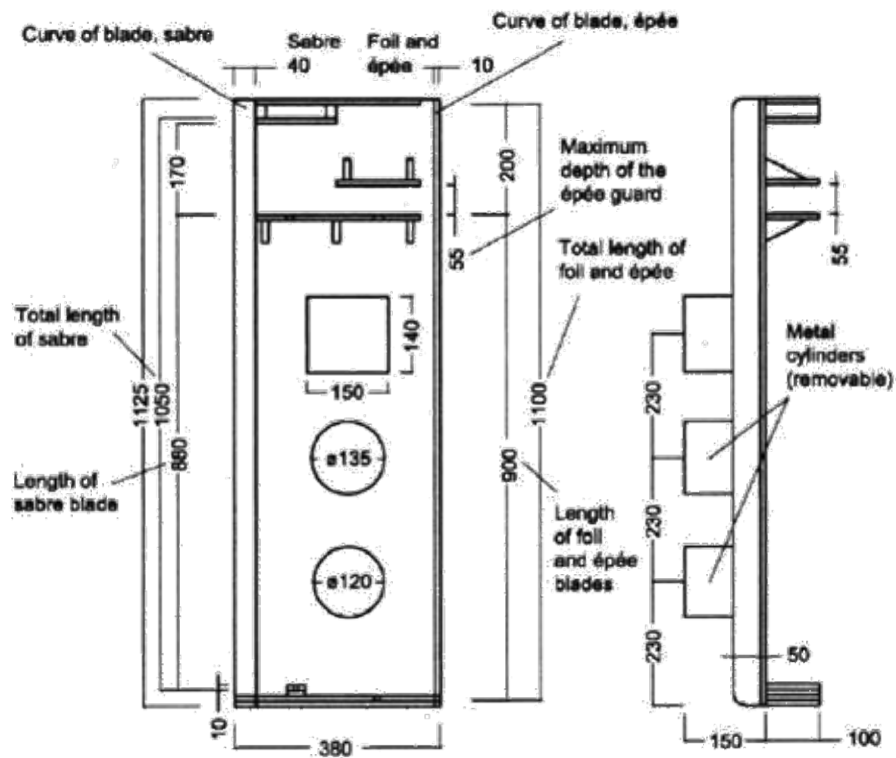 Curve of blade, sabre
Sabre
40
Foil and
épée
Curve of blade, épée
10
170
200
Maximum
depth of the
épée guard
55
55
Total length of
foil and épée
Total length
of sabre
140
150
Metal
cylinders
(removable)
1125
1050
880
1100
900
230
230
230
ø135
Length of
sabre blade
Length
of foil
and épée
blades
ø120
50
10
380
150
100